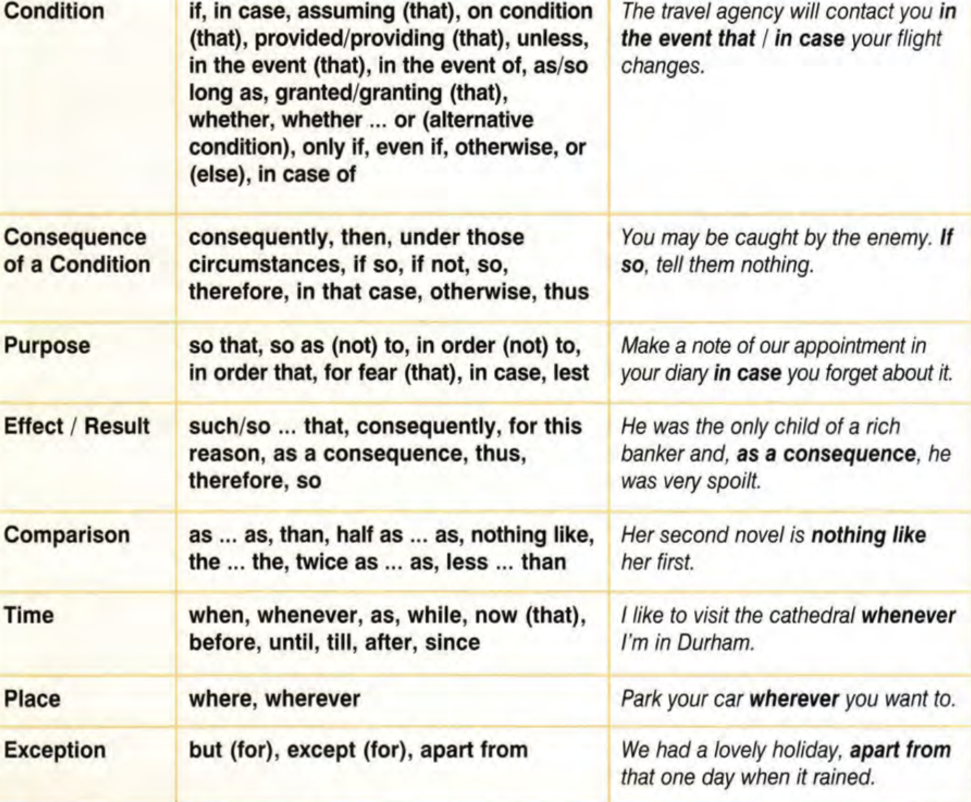 Condition
if, in case, assuming (that), on condition
(that), provided/providing (that), unless,
in the event (that), in the event of, as/so
long as, granted/granting (that),
whether, whether ... or (alternative
condition), only if, even if, otherwise, or
(else), in case of
The travel agency will contact you in
the event that / in case your flight
changes.
Consequence
of a Condition
consequently, then, under those
circumstances, if so, if not, so,
therefore, in that case, otherwise, thus
You may be caught by the enemy. If
so, tell them nothing.
Purpose
so that, so as (not) to, in order (not) to,
in order that, for fear (that), in case, lest
Make a note of our appointment in
your diary in case you forget about it.
Effect / Result
such/so ... that, consequently, for this
reason, as a consequence, thus,
therefore, so
He was the only child of a rich
banker and, as a consequence, he
was very spoilt.
Comparison
as ... as, than, half as ... as, nothing like,
the ... the, twice as ... as, less ... than
Her second novel is nothing like
her first.
Time
when, whenever, as, while, now (that),
before, until, till, after, since
I like to visit the cathedral whenever
I'm in Durham.
Place
where, wherever
Park your car wherever you want to.
Exception
but (for), except (for), apart from
We had a lovely holiday, apart from
that one day when it rained.